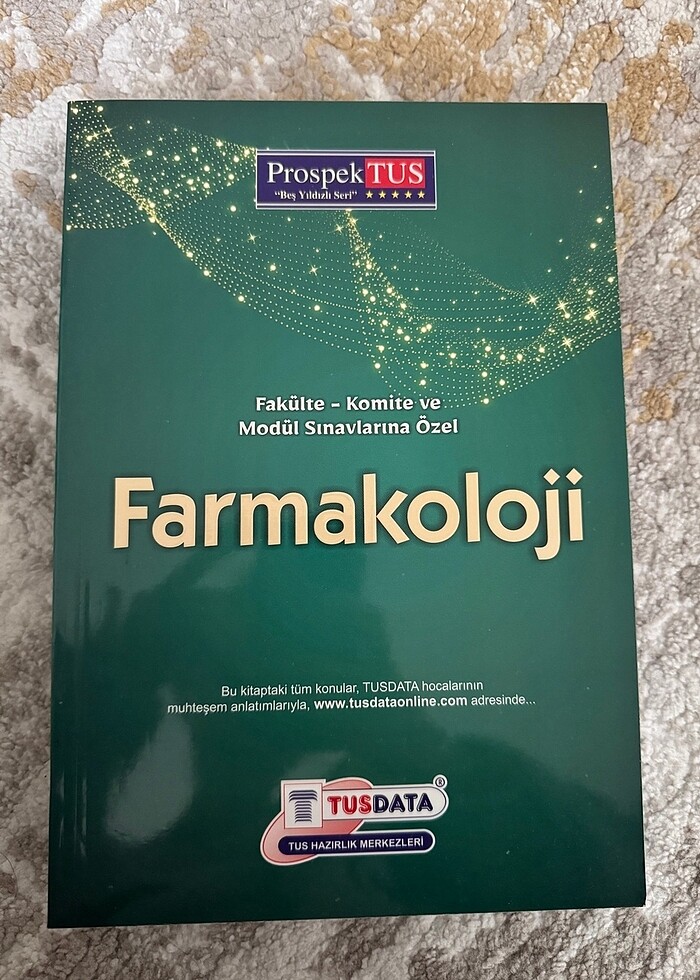 ProspekTUS
"Beş Yıldızlı Seri" ★★★★★
Fakülte - Komite ve
Modül Sınavlarına Özel
Farmakoloji
Bu kitaptaki tüm konular, TUSDATA hocalarının
muhteşem anlatımlarıyla, www.tusdataonline.com adresinde...
T TUSDATA®
TUS HAZIRLIK MERKEZLERİ